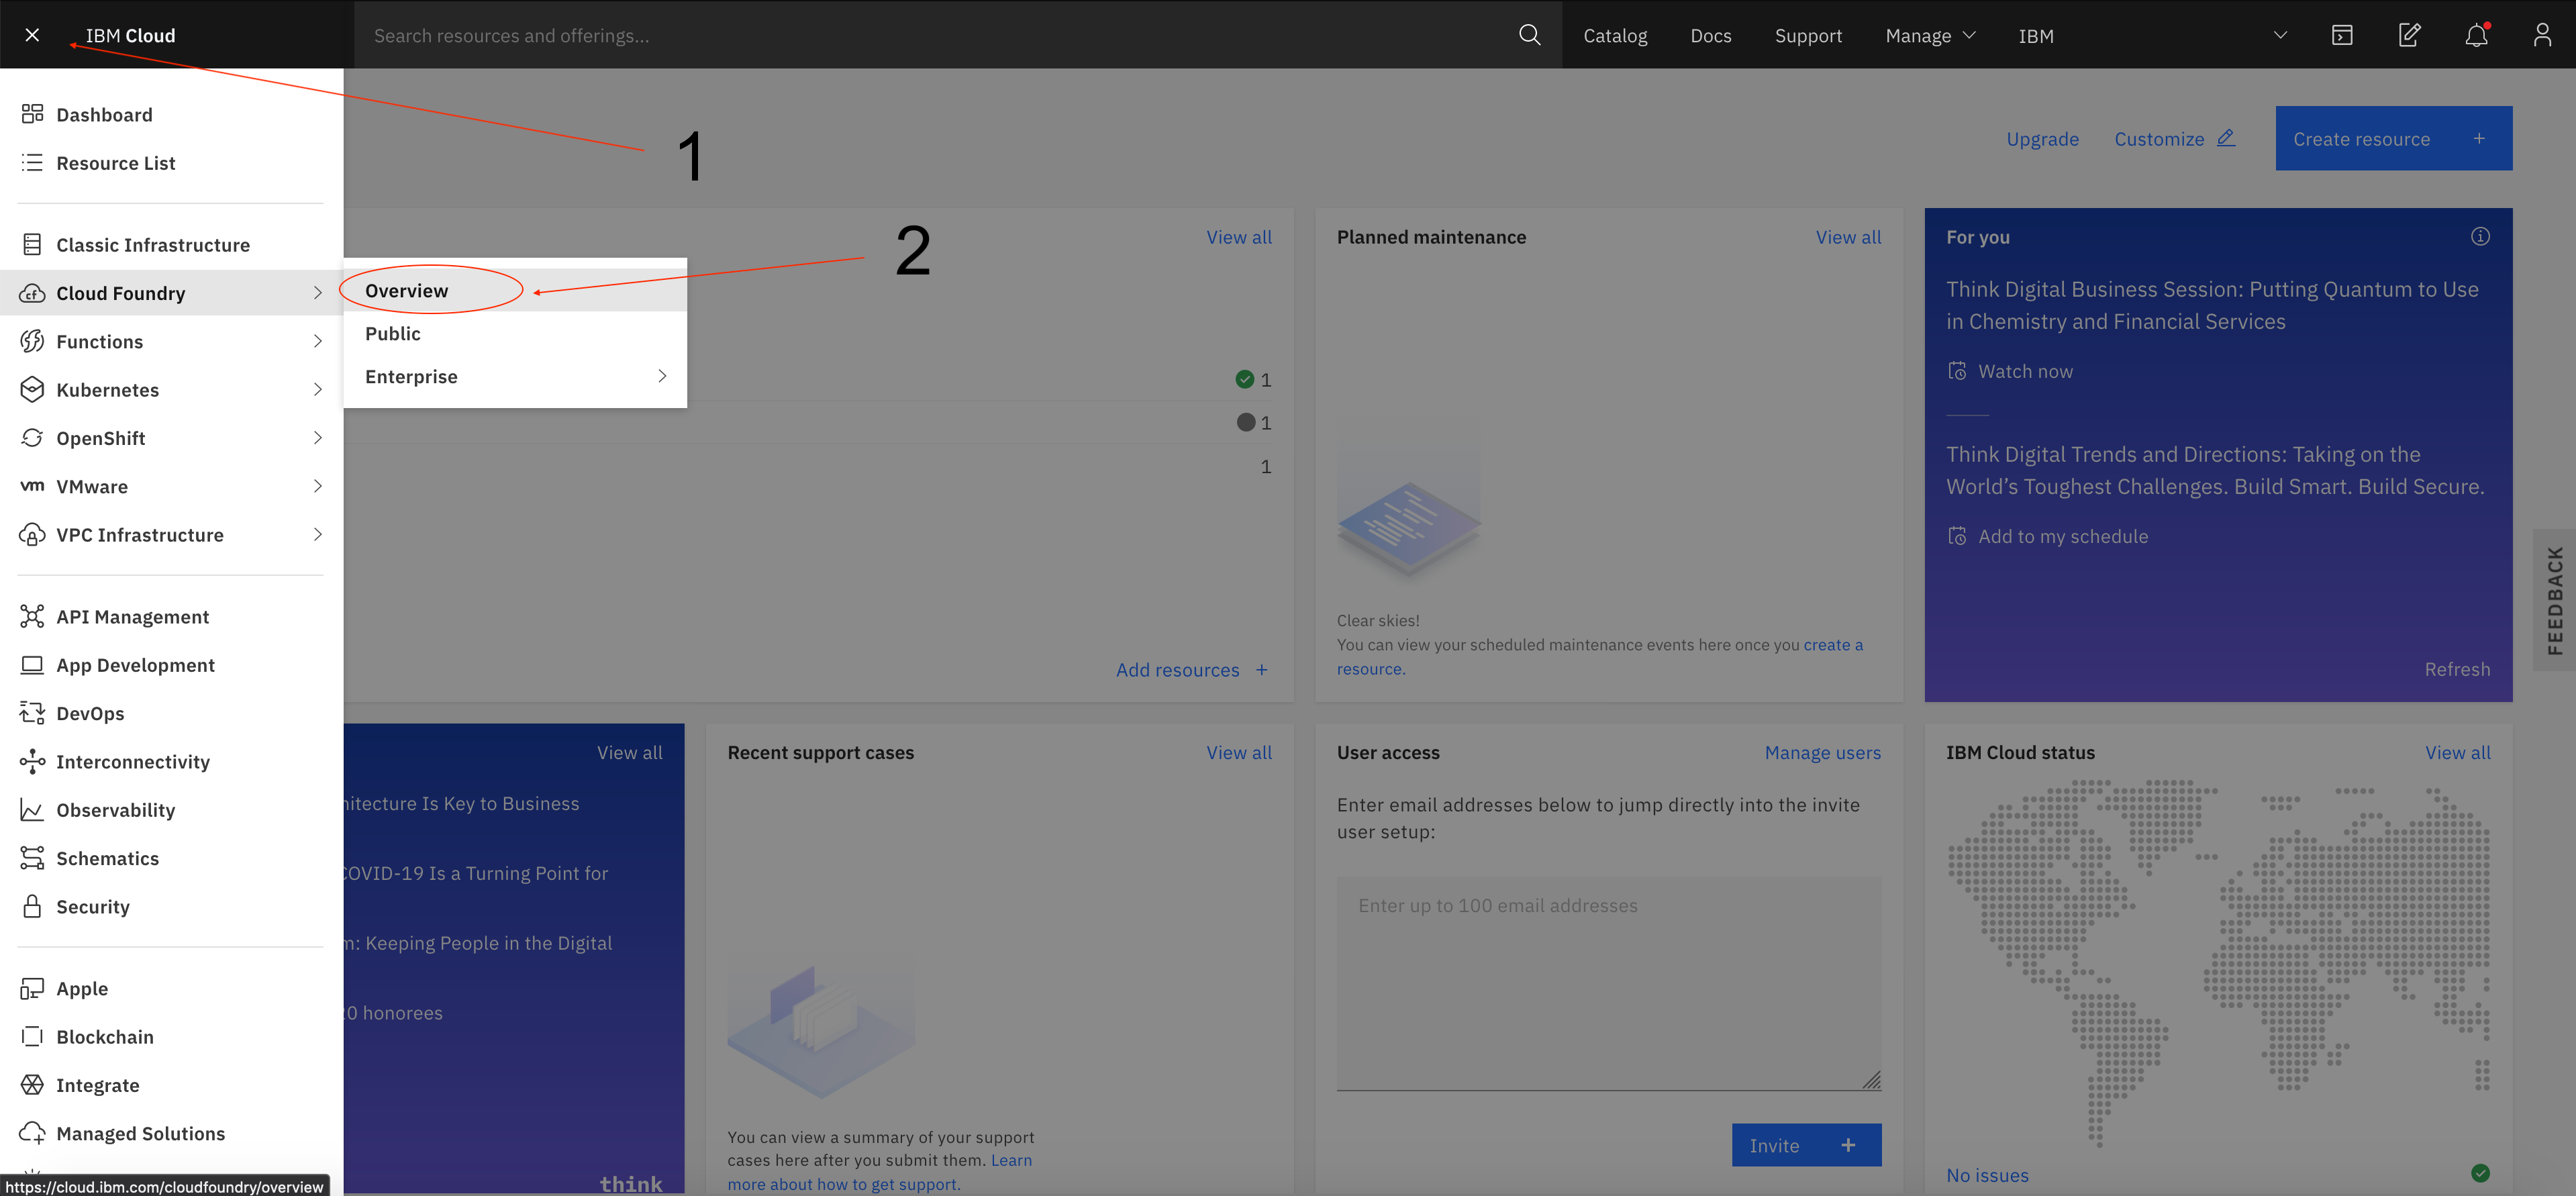 IBM Cloud
Search resources and offerings...
Catalog
Docs
Support
Manage
IBM
Dashboard
Resource List
Classic Infrastructure
Cloud Foundry
Functions
Kubernetes
OpenShift
vm VMware
VPC Infrastructure
API Management
App Development
DevOps
Interconnectivity
Observability
Schematics
Security
Apple
Blockchain
Integrate
Managed Solutions
https://cloud.ibm.com/cloudfoundry/overview
Overview
Public
Enterprise
1
2
Upgrade
Customize
Create resource +
View all
1
1
1
Add resources +
Planned maintenance
View all
Clear skies!
You can view your scheduled maintenance events here once you create a
resource.
For you
Think Digital Business Session: Putting Quantum to Use
in Chemistry and Financial Services
Watch now
Think Digital Trends and Directions: Taking on the
World's Toughest Challenges. Build Smart. Build Secure.
Add to my schedule
Refresh
FEEDBACK
View all
hitecture Is Key to Business
COVID-19 Is a Turning Point for
m: Keeping People in the Digital
20 honorees
think
Recent support cases
View all
You can view a summary of your support
cases here after you submit them. Learn
more about how to get support.
User access
Manage users
Enter email addresses below to jump directly into the invite
user setup:
Enter up to 100 email addresses
Invite +
IBM Cloud status
View all
No issues